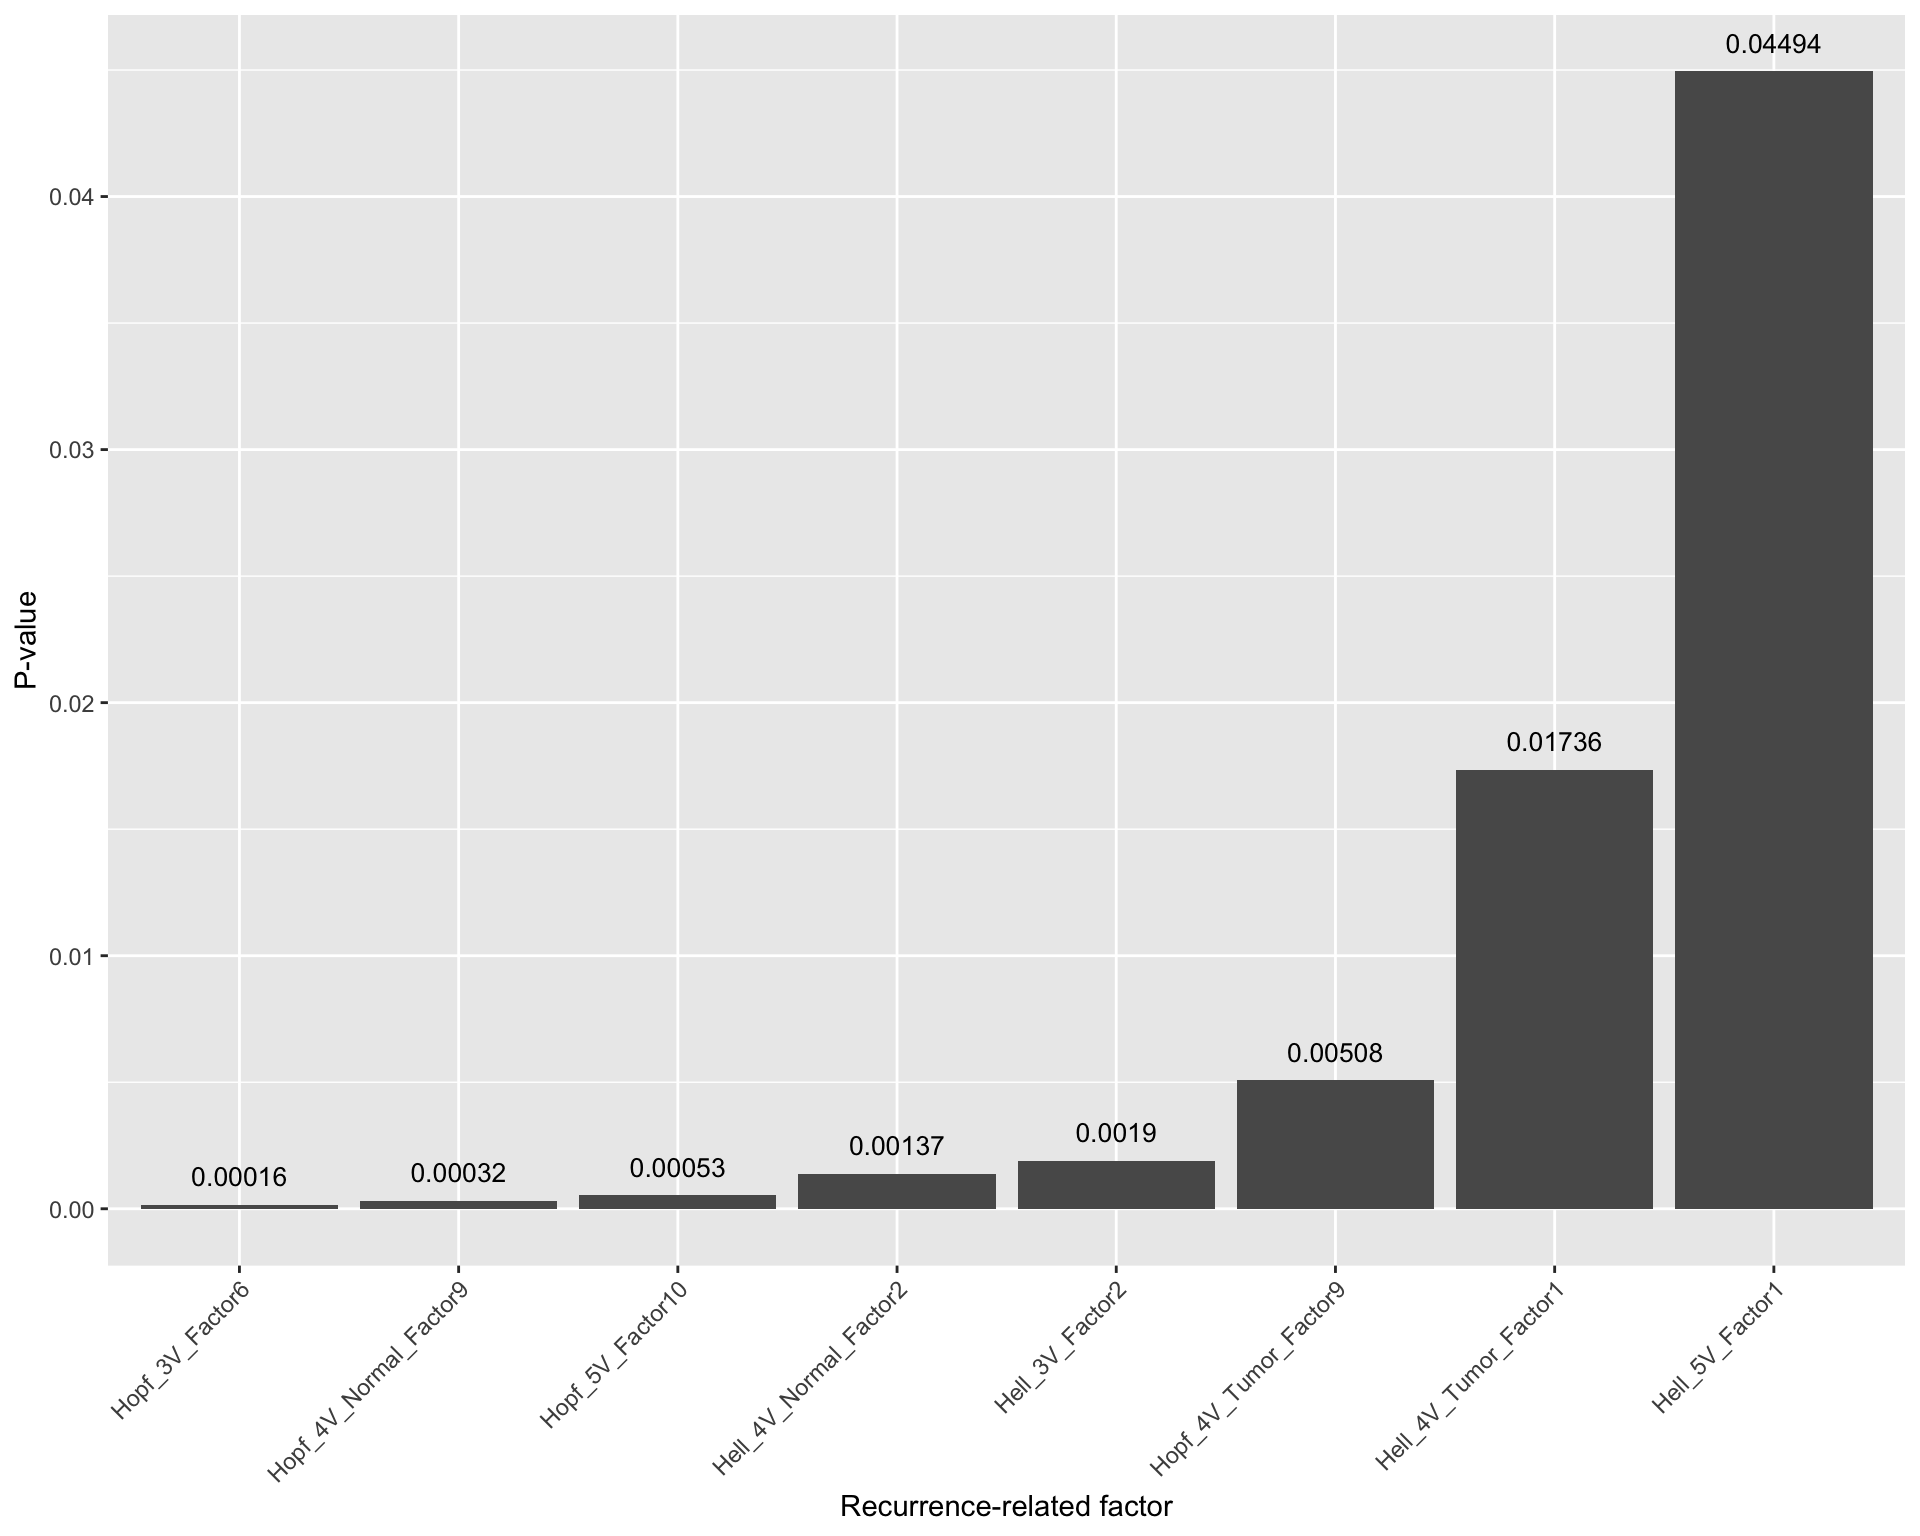 0.04494
0.04
0.03
P-value
0.02
0.01736
0.01
0.00508
0.0019
0.00137
0.00053
0.00032
0.00016
0.00
Hopf_3V_Factor6
Hopf_4V_Normal_Factor9
Hopf_5V_Factor10
Hell_4V_Normal_Factor2
Hell_3V_Factor2
Hopf_4V_Tumor_Factor9
Hell_4V_Tumor_Factor1
Hell_5V_Factor1
Recurrence-related factor